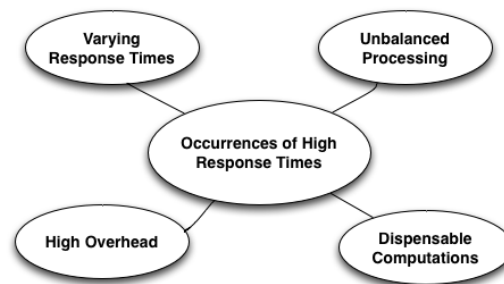 Varying
Response Times
Unbalanced
Processing
Occurrences of High
Response Times
High Overhead
Dispensable
Computations